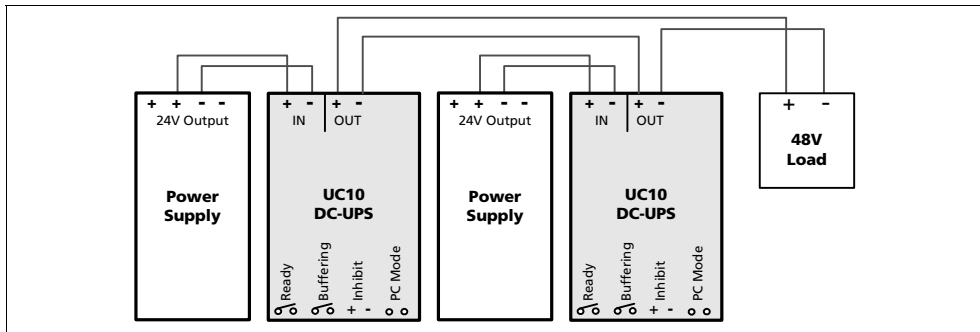 + + - -
24V Output
Power
Supply
+ - + -
IN OUT
UC10
DC-UPS
Ready
Buffering
Inhibit
+ -
PC Mode
+ + - -
24V Output
Power
Supply
+ - + -
IN OUT
UC10
DC-UPS
Ready
Buffering
Inhibit
+ -
PC Mode
+ -
48V
Load